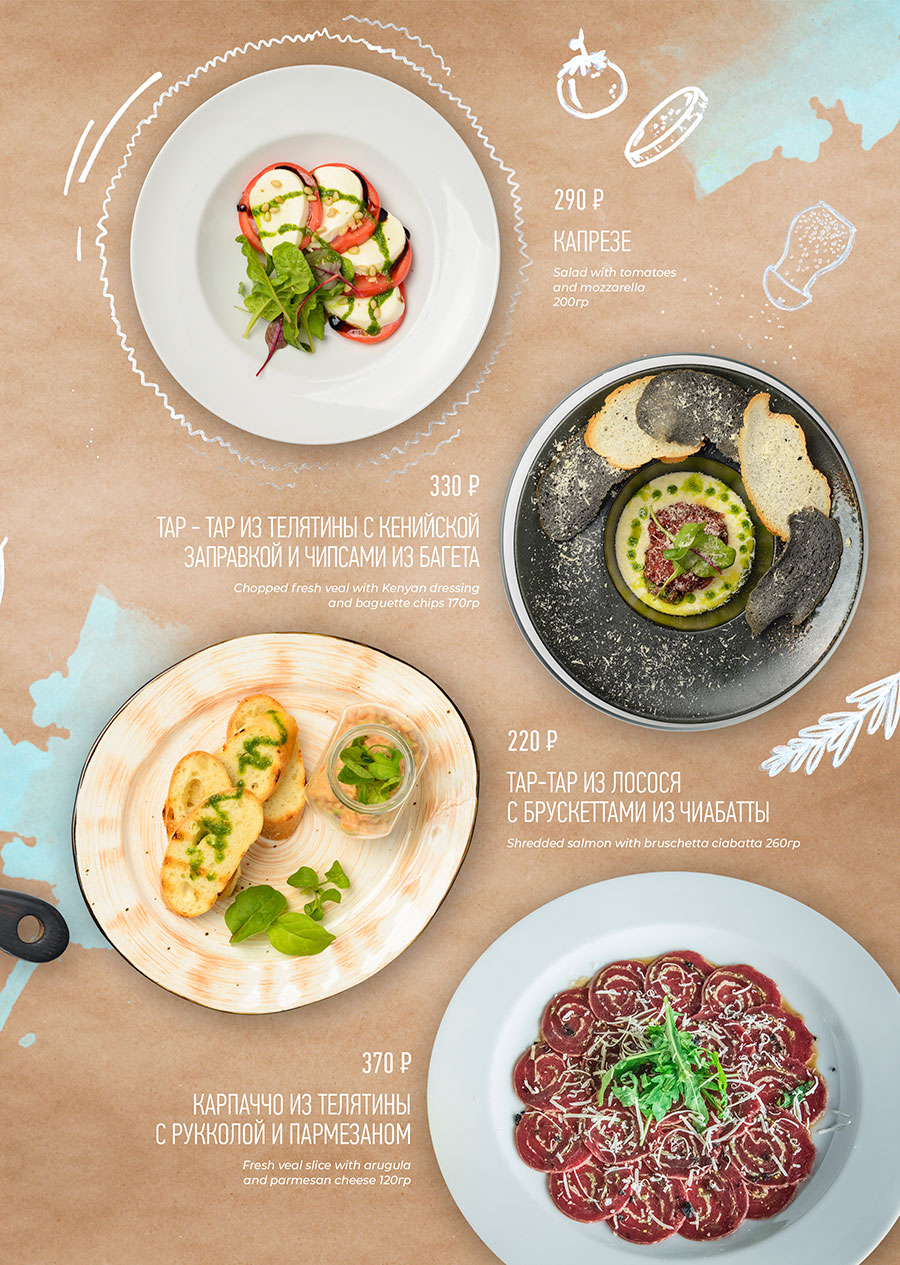 290 ₽
КАПРЕЗЕ
Salad with tomatoes
and mozzarella
200гр
330 ₽
ТАР - ТАР ИЗ ТЕЛЯТИНЫ С КЕНИЙСКОЙ
ЗАПРАВКОЙ И ЧИПСАМИ ИЗ БАГЕТА
Chopped fresh veal with Kenyan dressing
and baguette chips 170гр
220 ₽
ТАР-ТАР ИЗ ЛОСОСЯ
С БРУСКЕТТАМИ ИЗ ЧИАБАТТЫ
Shredded salmon with bruschetta ciabatta 260гр
370 ₽
КАРПАЧЧО ИЗ ТЕЛЯТИНЫ
С РУККОЛОЙ И ПАРМЕЗАНОМ
Fresh veal slice with arugula
and parmesan cheese 120гр